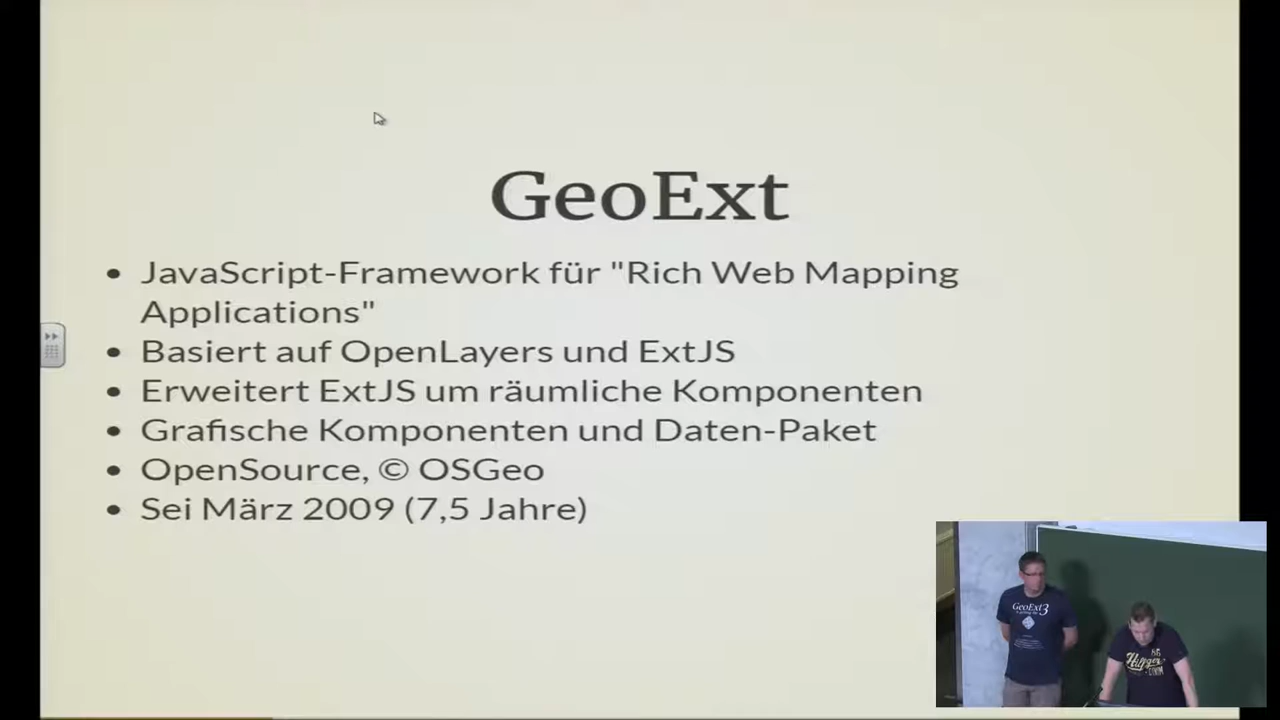 GeoExt
• JavaScript-Framework für "Rich Web Mapping
Applications"
• Basiert auf OpenLayers und ExtJS
• Erweitert ExtJS um räumliche Komponenten
• Grafische Komponenten und Daten-Paket
• OpenSource, © OSGeo
• Sei März 2009 (7,5 Jahre)
GeoExt3